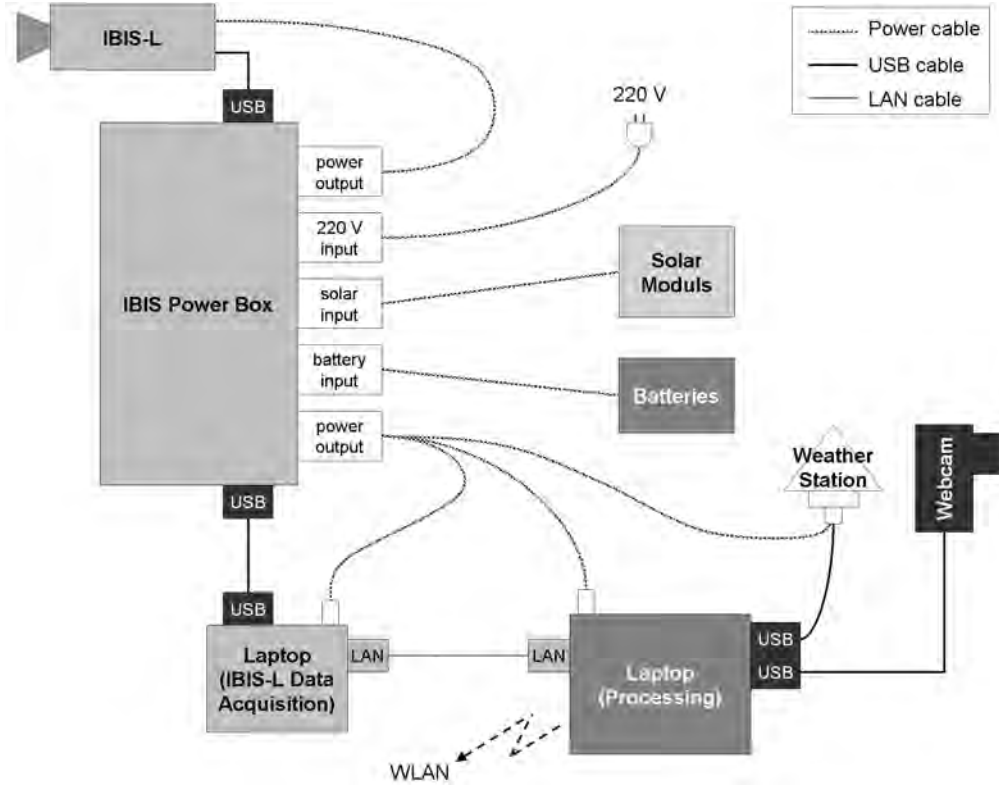 IBIS-L
Power cable
USB cable
LAN cable
USB
220 V
power
output
220 V
input
IBIS Power Box
solar
input
Solar
Moduls
battery
input
Batteries
power
output
Weather
Station
Webcam
USB
USB
Laptop
(IBIS-L Data
Acquisition)
LAN
LAN
Laptop
(Processing)
USB
USB
WLAN